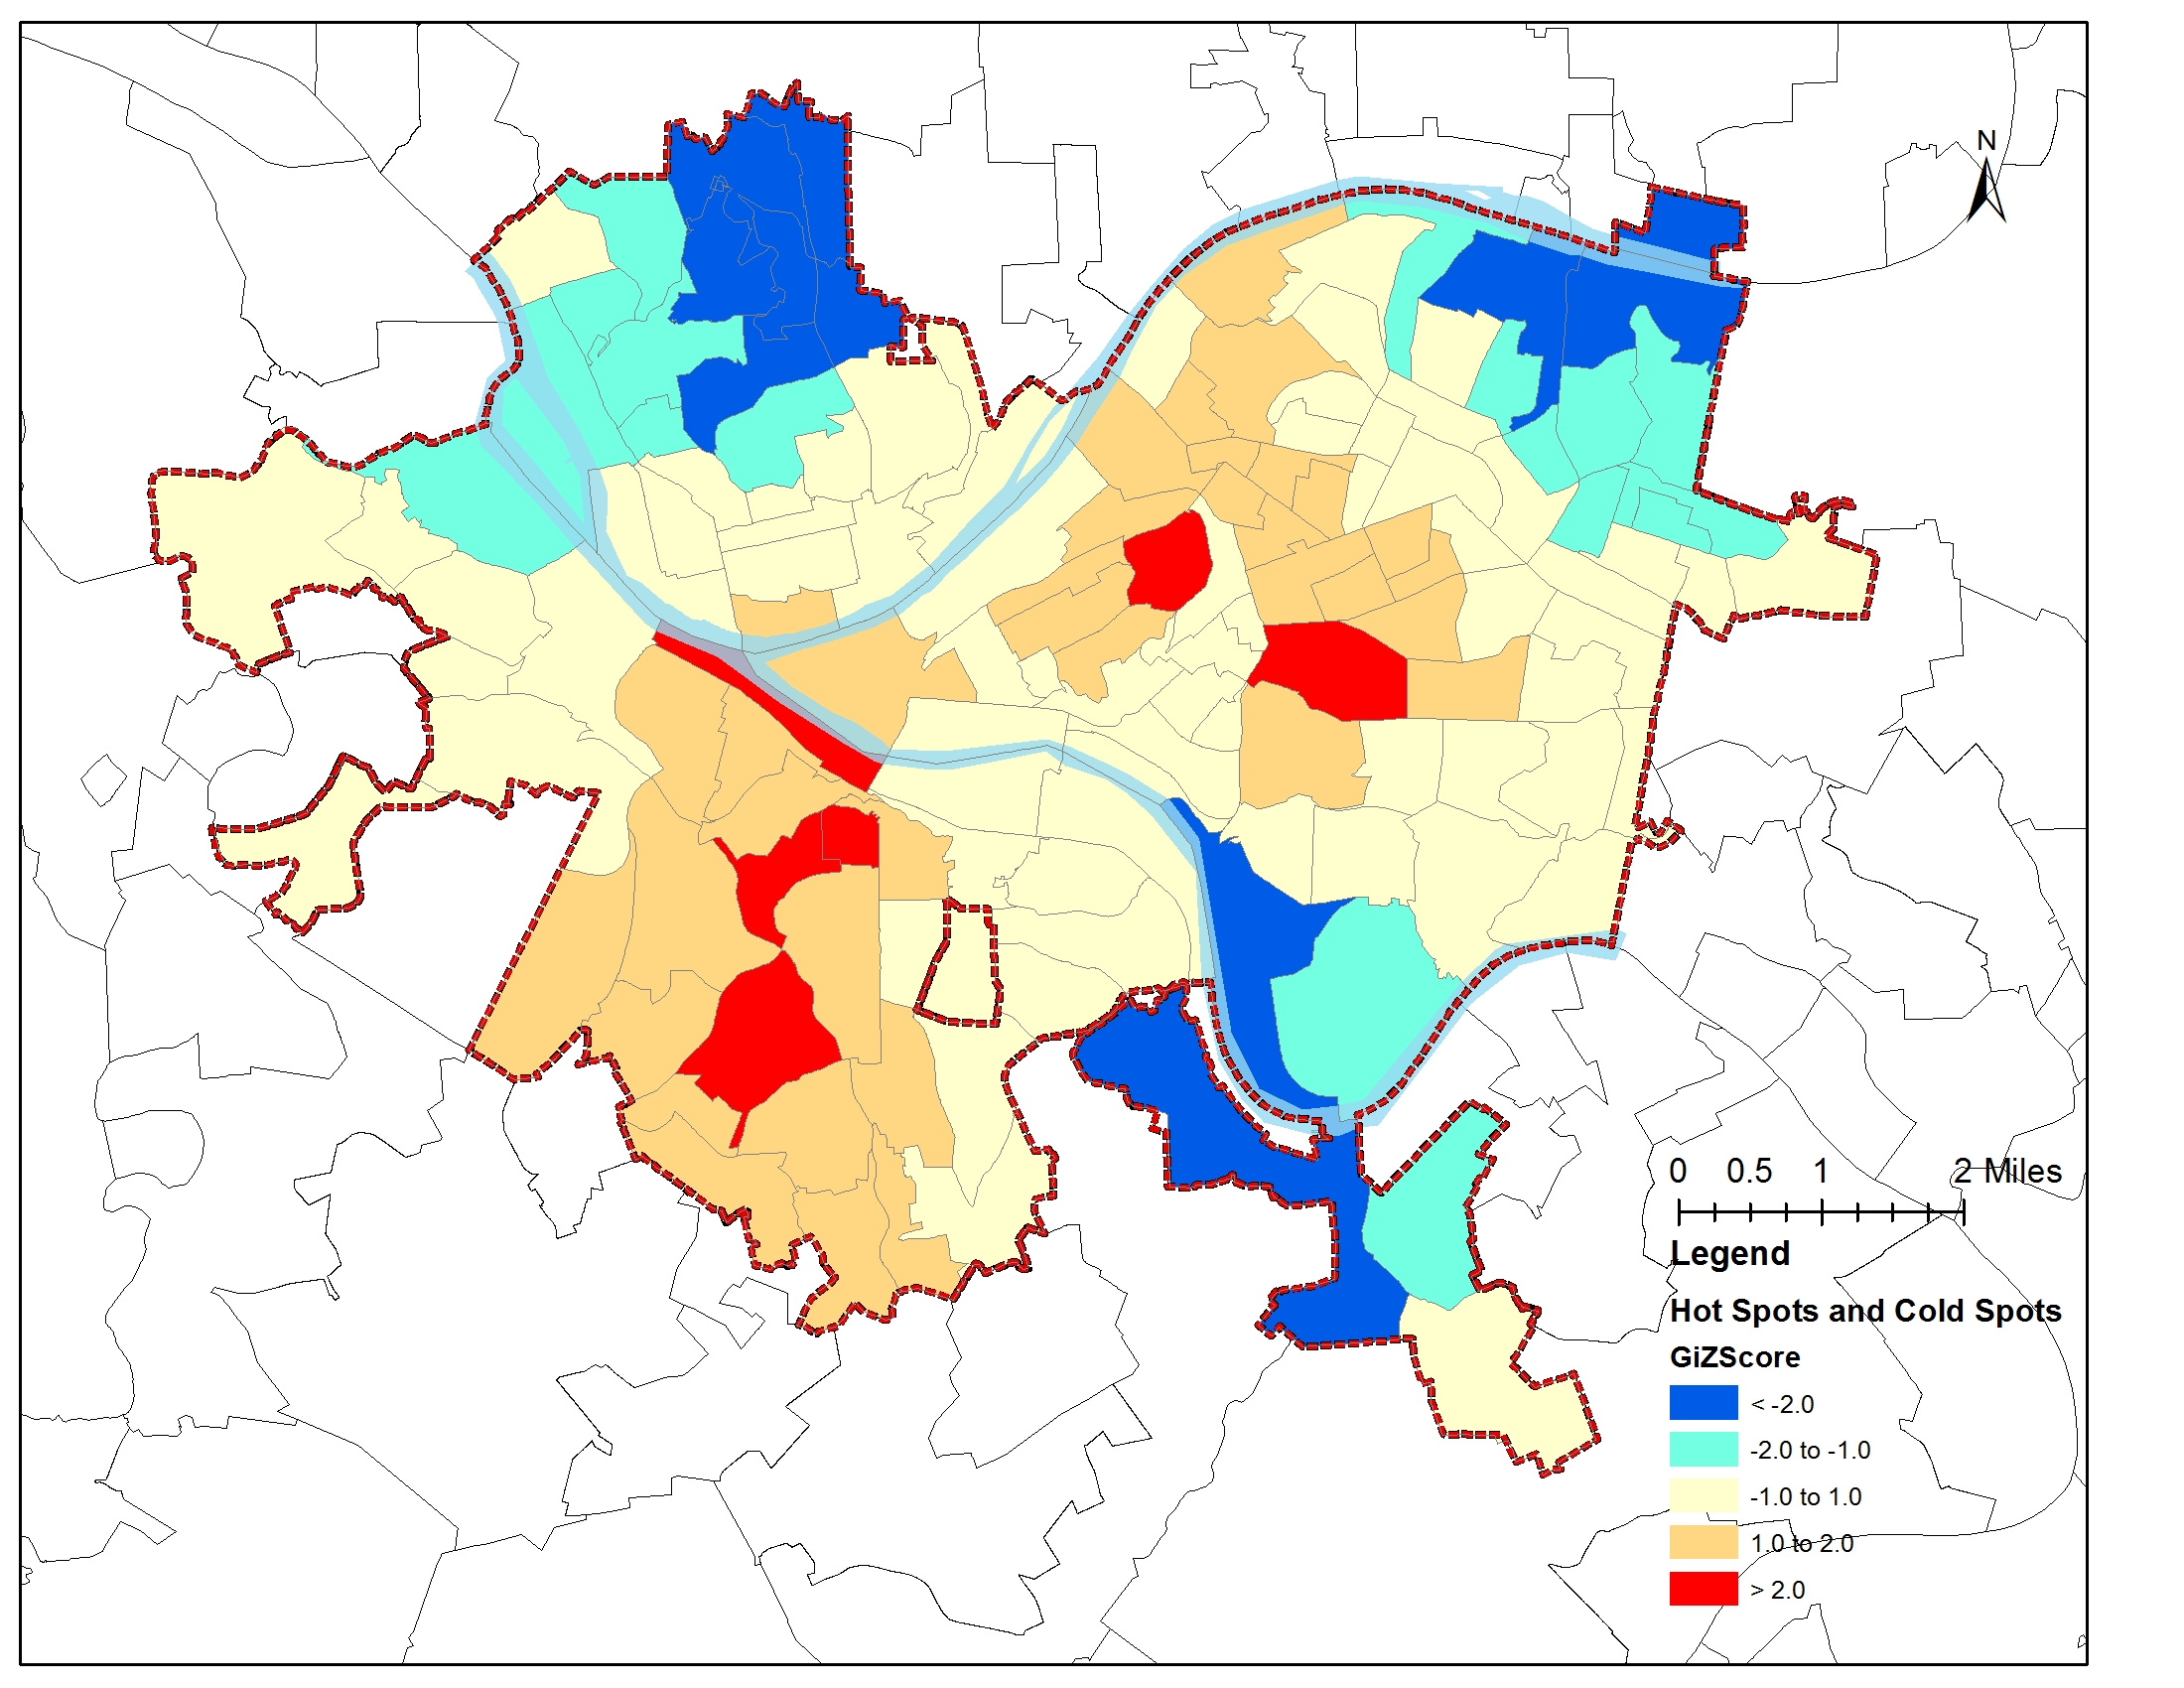 N
0 0.5 1 2 Miles
Legend
Hot Spots and Cold Spots
GiZScore
< -2.0
-2.0 to -1.0
-1.0 to 1.0
1.0 to 2.0
> 2.0